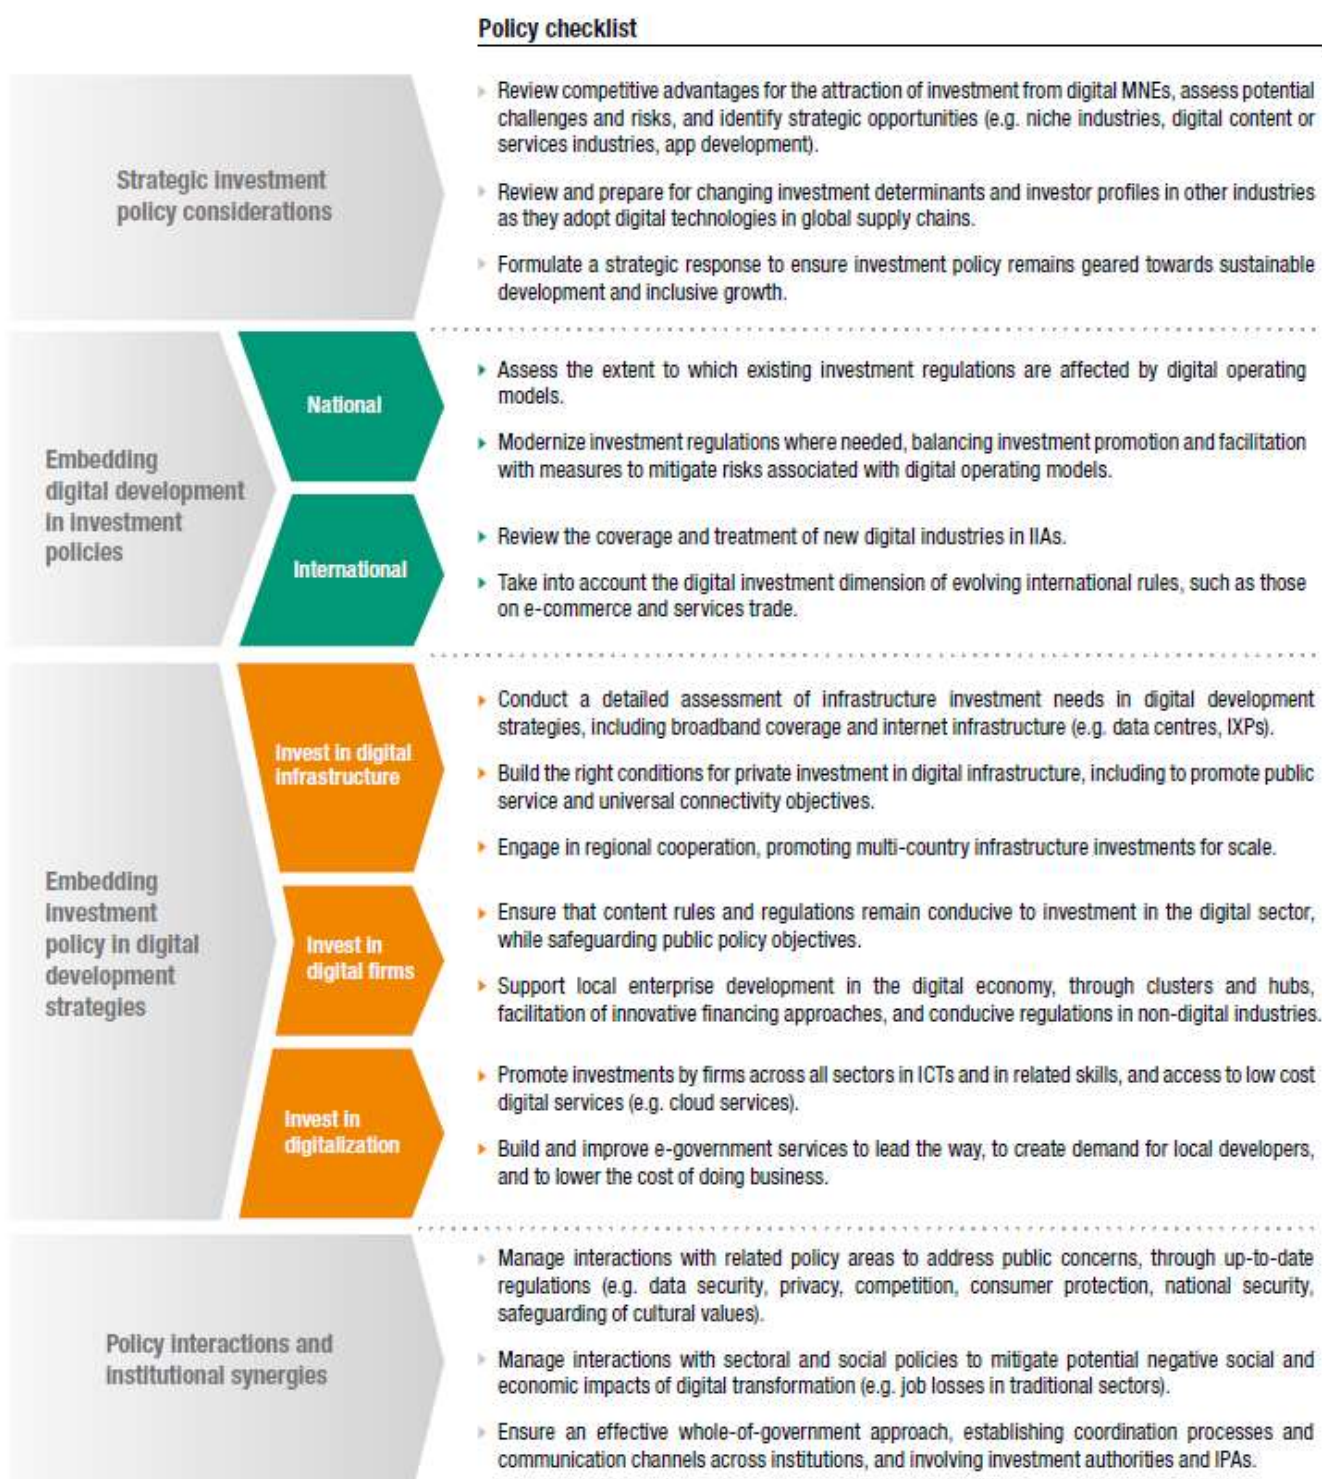 Policy checklist
Strategic investment
policy considerations
Review competitive advantages for the attraction of investment from digital MNEs, assess potential
challenges and risks, and identify strategic opportunities (e.g. niche industries, digital content or
services industries, app development).
Review and prepare for changing investment determinants and investor profiles in other industries
as they adopt digital technologies in global supply chains.
Formulate a strategic response to ensure investment policy remains geared towards sustainable
development and inclusive growth.
Embedding
digital development
in investment
policies
National
Assess the extent to which existing investment regulations are affected by digital operating
models.
Modernize investment regulations where needed, balancing investment promotion and facilitation
with measures to mitigate risks associated with digital operating models.
International
Review the coverage and treatment of new digital industries in IIAs.
Take into account the digital investment dimension of evolving international rules, such as those
on e-commerce and services trade.
Embedding
investment
policy in digital
development
strategies
Invest in digital
infrastructure
Conduct a detailed assessment of infrastructure investment needs in digital development
strategies, including broadband coverage and internet infrastructure (e.g. data centres, IXPs).
Build the right conditions for private investment in digital infrastructure, including to promote public
service and universal connectivity objectives.
Engage in regional cooperation, promoting multi-country infrastructure investments for scale.
Invest in
digital firms
Ensure that content rules and regulations remain conducive to investment in the digital sector,
while safeguarding public policy objectives.
Support local enterprise development in the digital economy, through clusters and hubs,
facilitation of innovative financing approaches, and conducive regulations in non-digital industries.
Invest in
digitalization
Promote investments by firms across all sectors in ICTs and in related skills, and access to low cost
digital services (e.g. cloud services).
Build and improve e-government services to lead the way, to create demand for local developers,
and to lower the cost of doing business.
Policy interactions and
institutional synergies
Manage interactions with related policy areas to address public concerns, through up-to-date
regulations (e.g. data security, privacy, competition, consumer protection, national security,
safeguarding of cultural values).
Manage interactions with sectoral and social policies to mitigate potential negative social and
economic impacts of digital transformation (e.g. job losses in traditional sectors).
Ensure an effective whole-of-government approach, establishing coordination processes and
communication channels across institutions, and involving investment authorities and IPAs.